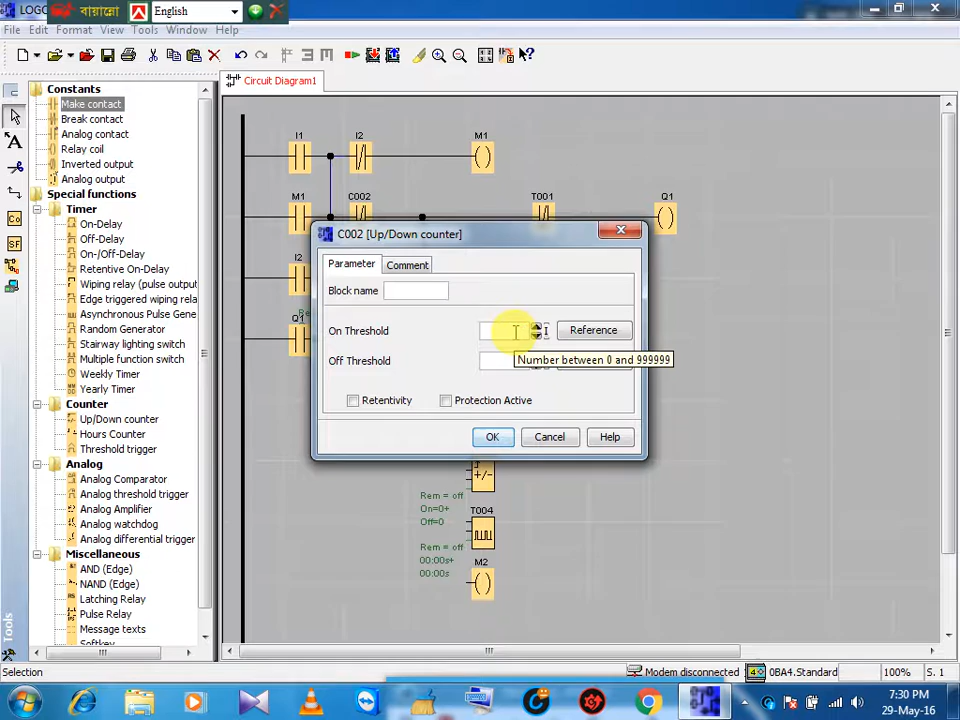 LOGO
বায়ান্নো
English
File Edit Format View Tools Window Help
Circuit Diagram1
Constants
Make contact
Break contact
Analog contact
Relay coil
Inverted output
Analog output
Special functions
Timer
On-Delay
Off-Delay
On-/Off-Delay
Retentive On-Delay
Wiping relay (pulse output
Edge triggered wiping rela
Asynchronous Pulse Gene
Random Generator
Stairway lighting switch
Multiple function switch
Weekly Timer
Yearly Timer
Counter
Up/Down counter
Hours Counter
Threshold trigger
Analog
Analog Comparator
Analog threshold trigger
Analog Amplifier
Analog watchdog
Analog differential trigger
Miscellaneous
AND (Edge)
NAND (Edge)
Latching Relay
Pulse Relay
Message texts
Softkey
Co
SF
Tools
I1 I2 M1
M1 C002 T001 Q1
I2
Q1
C002 [Up/Down counter]
Parameter Comment
Block name
On Threshold Reference
Number between 0 and 999999
Off Threshold
Retentivity Protection Active
OK Cancel Help
+/-
Rem = off
On=0+
Off=0
T004
Rem = off
00:00s+
00:00s
M2
Selection
Modem disconnected
0BA4.Standard
100%
S. 1
7:30 PM
29-May-16